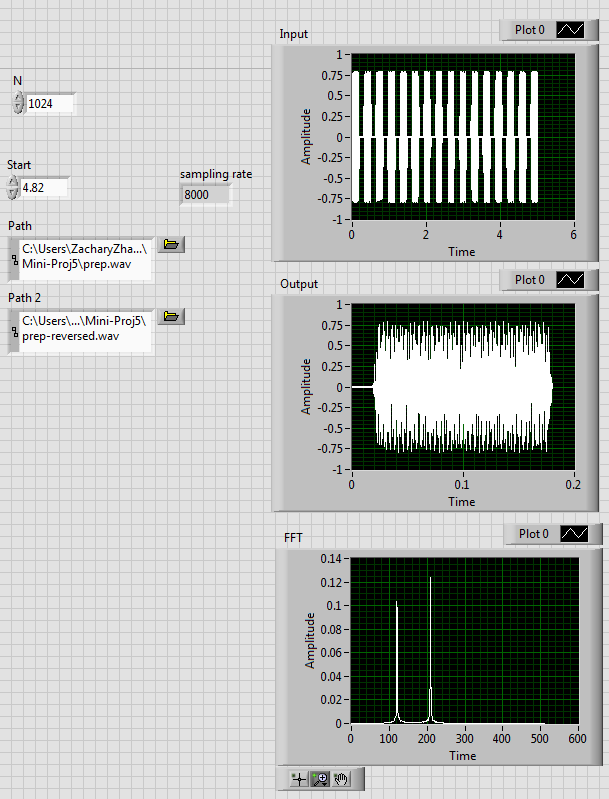 N
1024
Start
4.82
sampling rate
8000
Path
C:\Users\ZacharyZha...\
Mini-Proj5\prep.wav
Path 2
C:\Users\...\Mini-Proj5\
prep-reversed.wav
Input
Plot 0
Amplitude
1
0.75
0.5
0.25
0
-0.25
-0.5
-0.75
-1
0 2 4 6
Time
Output
Plot 0
Amplitude
1
0.75
0.5
0.25
0
-0.25
-0.5
-0.75
-1
0 0.1 0.2
Time
FFT
Plot 0
Amplitude
0.14
0.12
0.1
0.08
0.06
0.04
0.02
0
0 100 200 300 400 500 600
Time